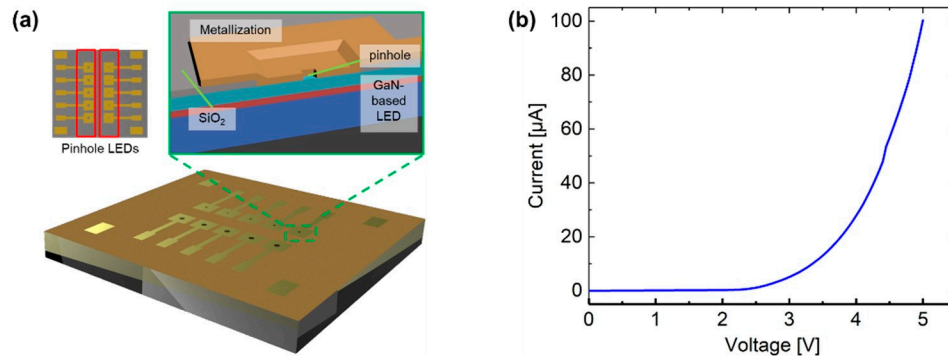 (a)
Metallization
pinhole
GaN-
based
LED
SiO₂
Pinhole LEDs
(b)
100
80
60
40
20
0
Current [µA]
0 1 2 3 4 5
Voltage [V]